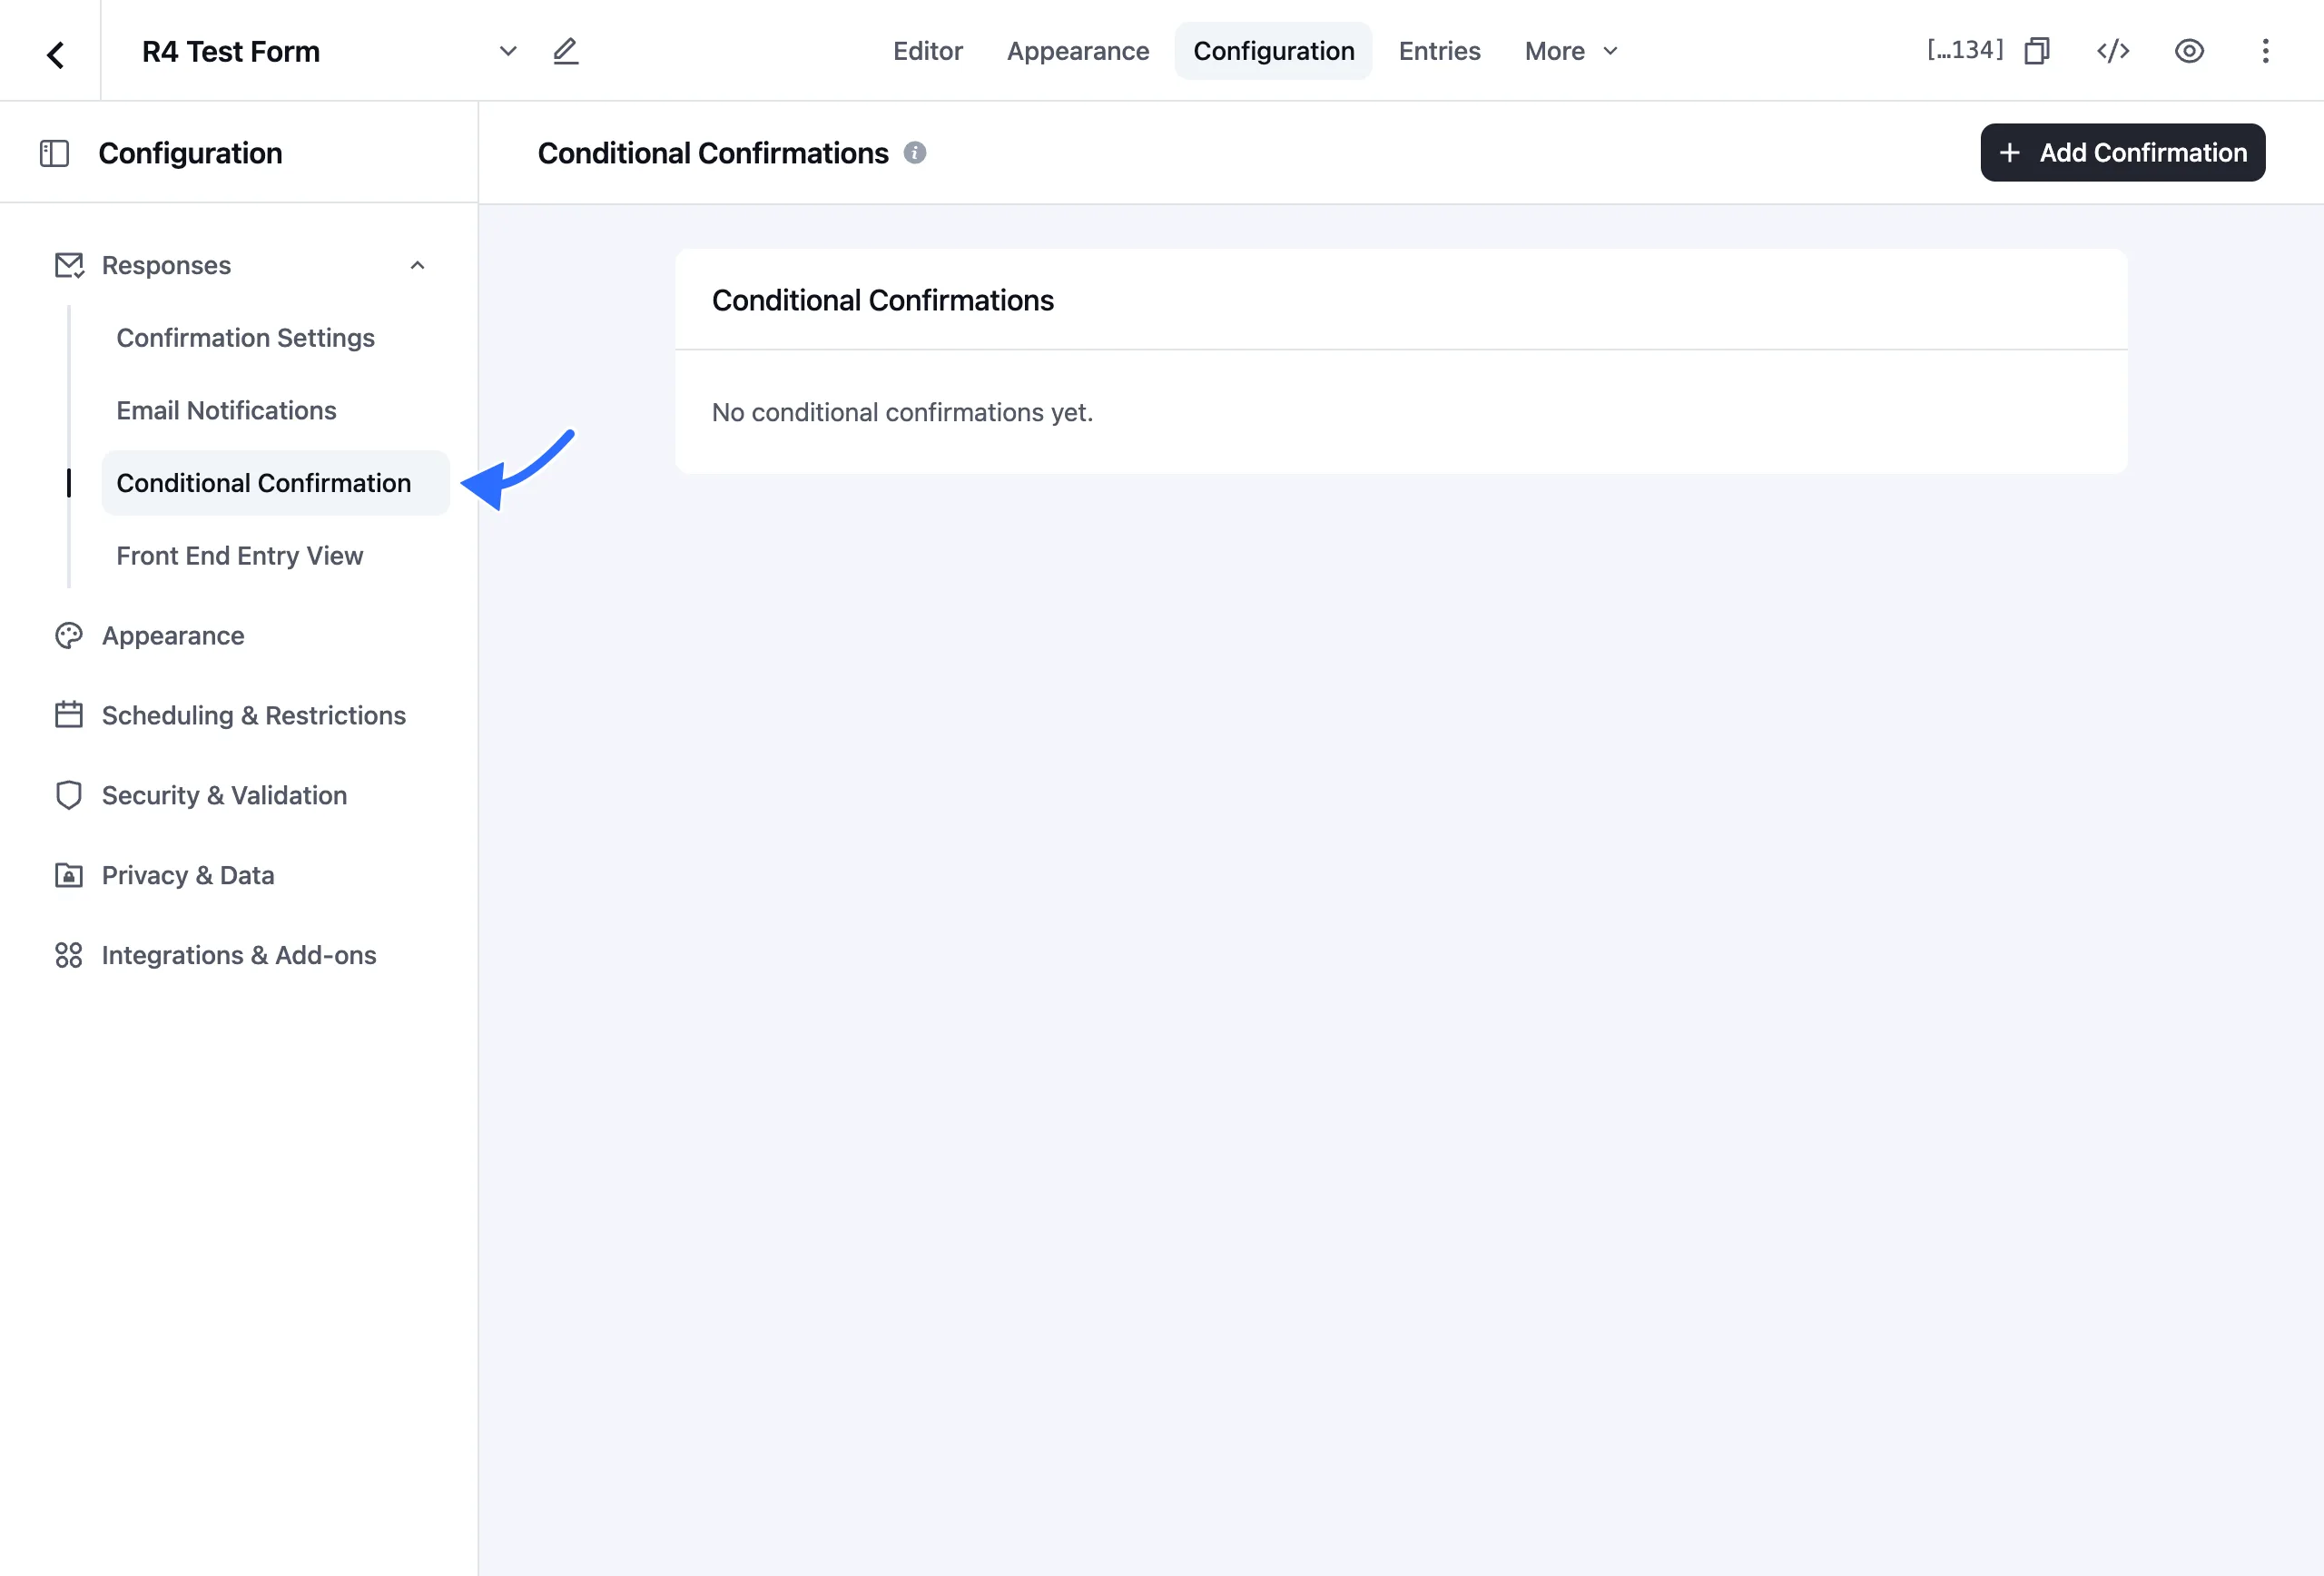 R4 Test Form
Editor
Appearance
Configuration
Entries
More
[…134]
Configuration
Conditional Confirmations
Add Confirmation
Responses
Confirmation Settings
Email Notifications
Conditional Confirmation
Front End Entry View
Appearance
Scheduling & Restrictions
Security & Validation
Privacy & Data
Integrations & Add-ons
Conditional Confirmations
No conditional confirmations yet.